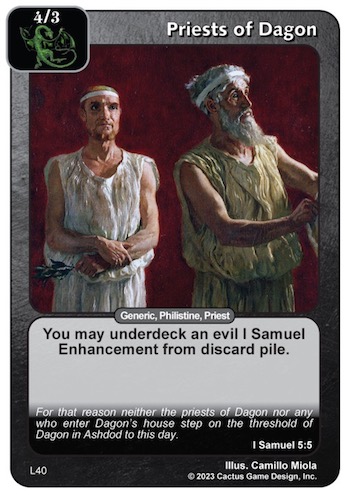 4/3
Priests of Dagon
Generic, Philistine, Priest
You may underdeck an evil I Samuel
Enhancement from discard pile.
For that reason neither the priests of Dagon nor any
who enter Dagon's house step on the threshold of
Dagon in Ashdod to this day.
I Samuel 5:5
Illus. Camillo Miola
L40
© 2023 Cactus Game Design, Inc.